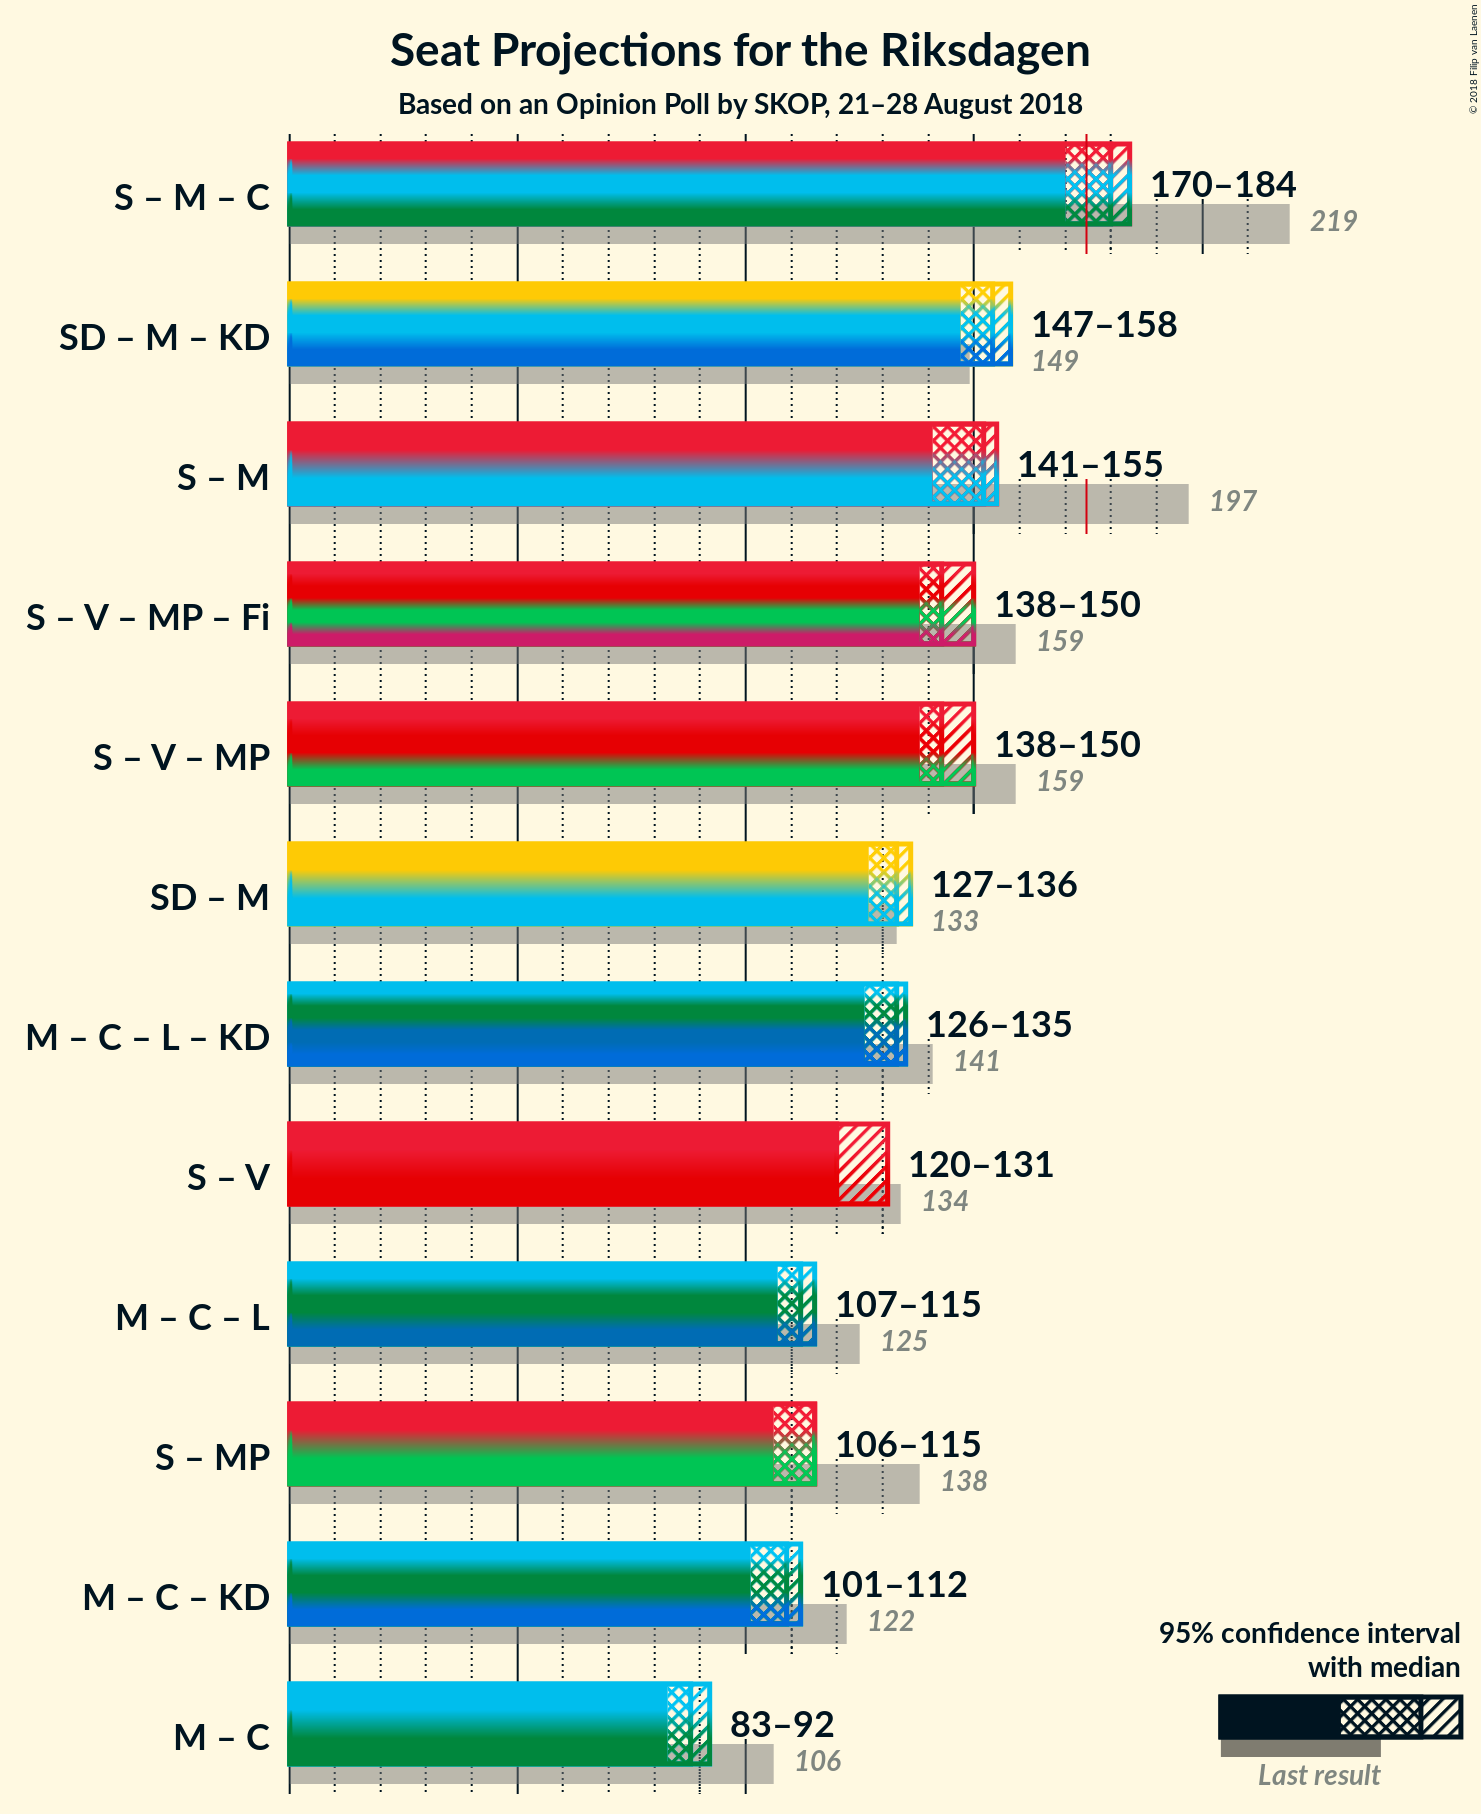 Seat Projections for the Riksdagen
Based on an Opinion Poll by SKOP, 21–28 August 2018
© 2018 Filip van Laenen
S – M – C
170–184
219
SD – M – KD
147–158
149
S – M
141–155
197
S – V – MP – Fi
138–150
159
S – V – MP
138–150
159
SD – M
127–136
133
M – C – L – KD
126–135
141
S – V
120–131
134
M – C – L
107–115
125
S – MP
106–115
138
M – C – KD
101–112
122
M – C
83–92
106
95% confidence interval
with median
Last result